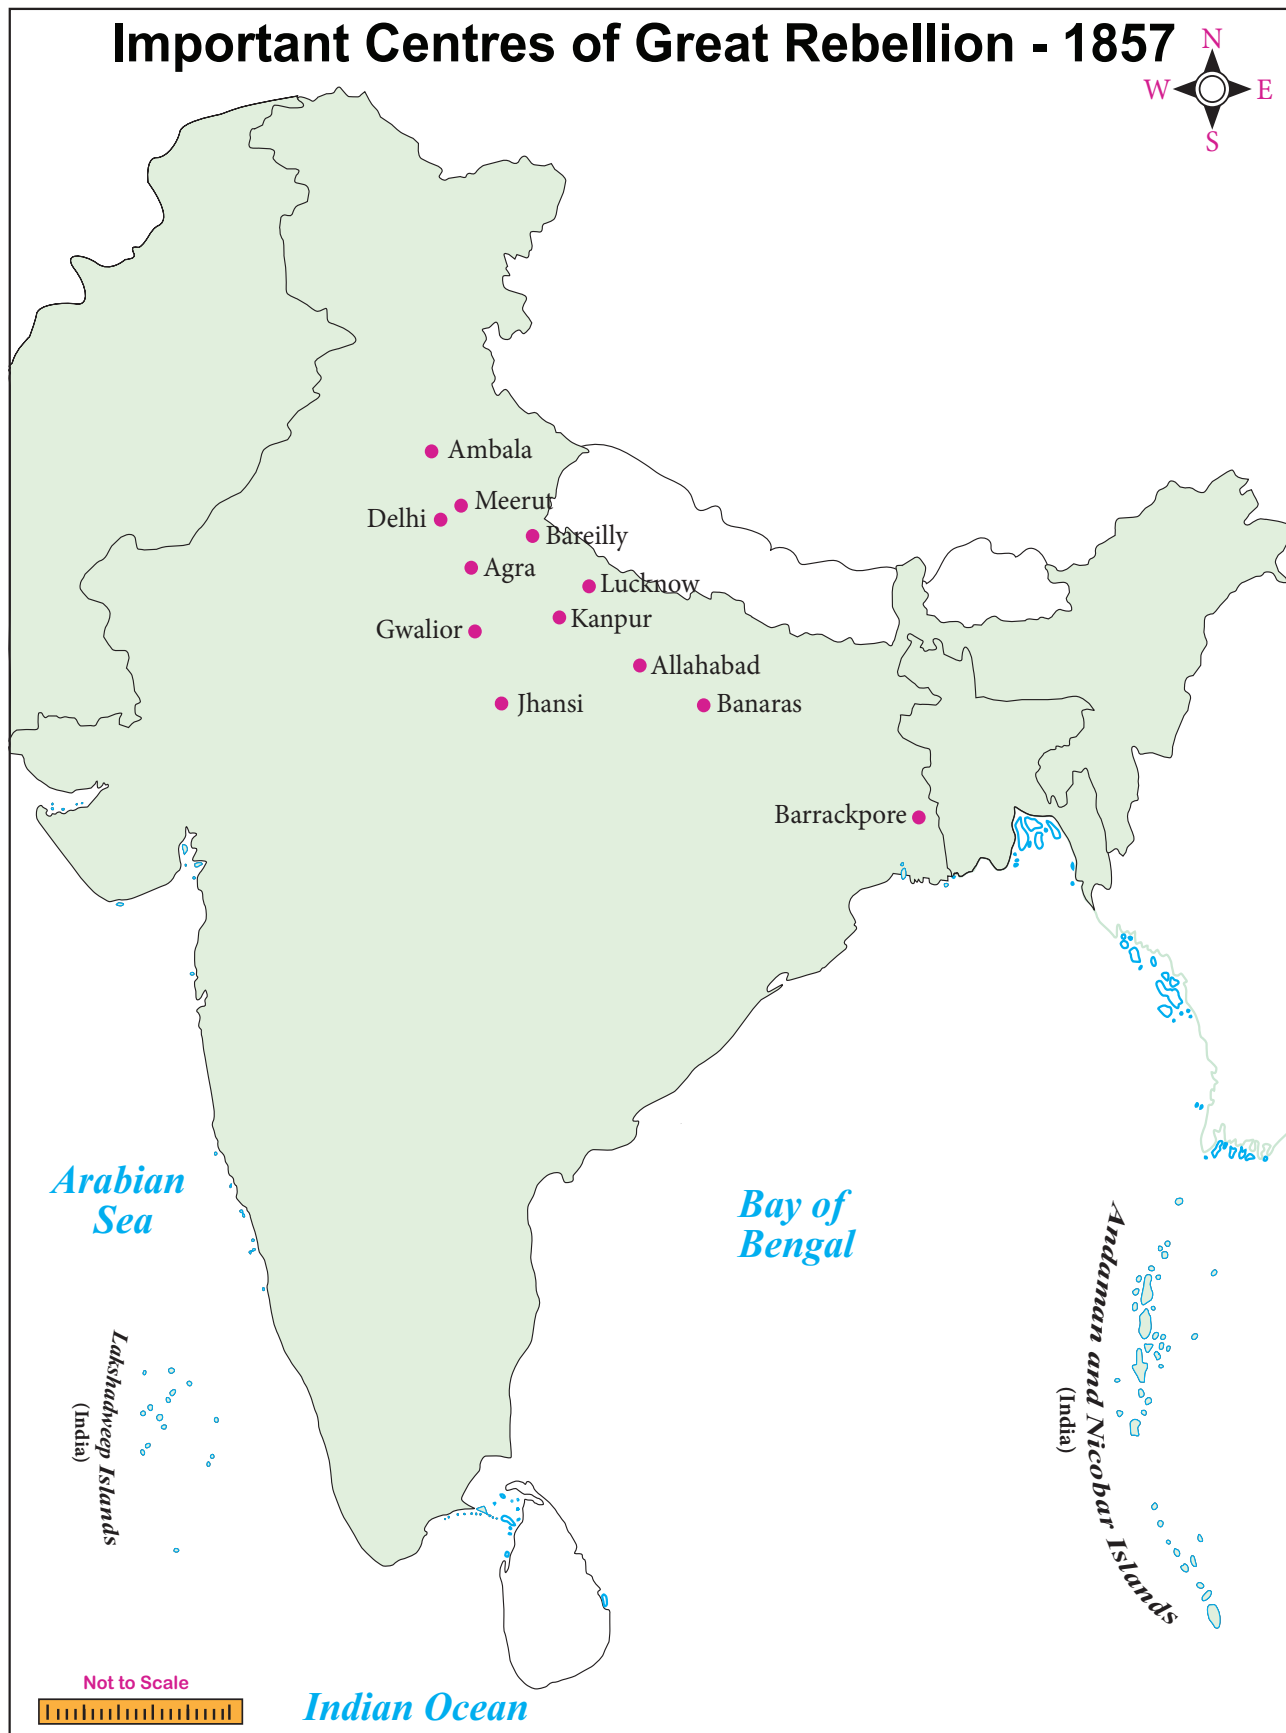 Important Centres of Great Rebellion - 1857
N
W
E
S
Ambala
Meerut
Delhi
Bareilly
Agra
Lucknow
Kanpur
Gwalior
Allahabad
Jhansi
Banaras
Barrackpore
Arabian
Sea
Bay of
Bengal
Andaman and Nicobar Islands
(India)
Lakshadweep Islands
(India)
Not to Scale
Indian Ocean